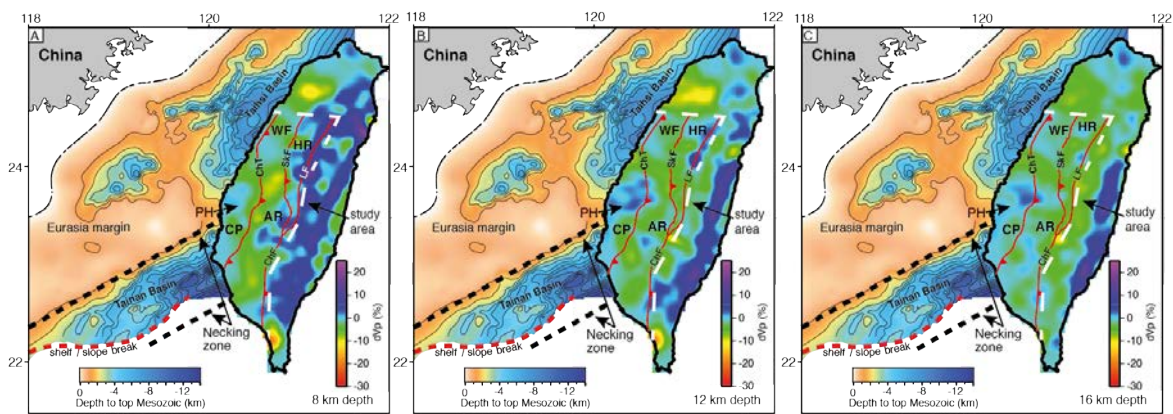 118
120
122
A
China
Taihsi Basin
WF
HR
ChT
SkF
LF
24
PH
AR
Eurasia margin
CP
study
area
ChF
Tainan Basin
Necking
zone
shelf / slope break
22
20
10
0
-10
-20
-30
dVp (%)
0 -4 -8 -12
Depth to top Mesozoic (km)
8 km depth
120
122
B
China
Taihsi Basin
WF
HR
ChT
SkF
LF
PH
AR
Eurasia margin
CP
study
area
ChF
Tainan Basin
Necking
zone
shelf / slope break
20
10
0
-10
-20
-30
dVp (%)
0 -4 -8 -12
Depth to top Mesozoic (km)
12 km depth
118
120
122
C
China
Taihsi Basin
WF
HR
ChT
SkF
LF
24
PH
AR
Eurasia margin
CP
study
area
ChF
Tainan Basin
Necking
zone
shelf / slope break
22
20
10
0
-10
-20
-30
dVp (%)
0 -4 -8 -12
Depth to top Mesozoic (km)
16 km depth